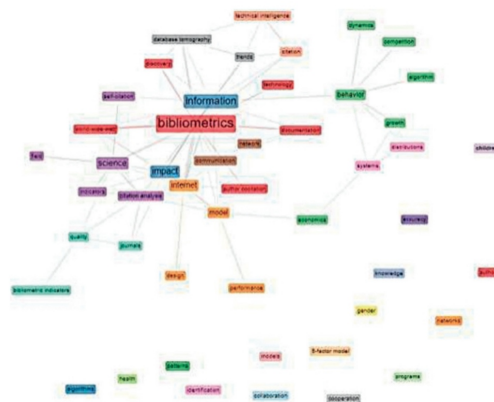 technical intelligence
dynamics
database tomography
competition
citation
trends
discovery
algorithm
technology
behavior
self-citation
information
growth
bibliometrics
world-wide-web
documentation
network
distributions
field
science
communication
systems
impact
internet
indicators
citation analysis
author cocitation
model
economics
quality
journals
design
knowledge
bibliometric indicators
performance
gender
networks
5-factor model
models
patterns
health
programs
algorithms
identification
collaboration
cooperation